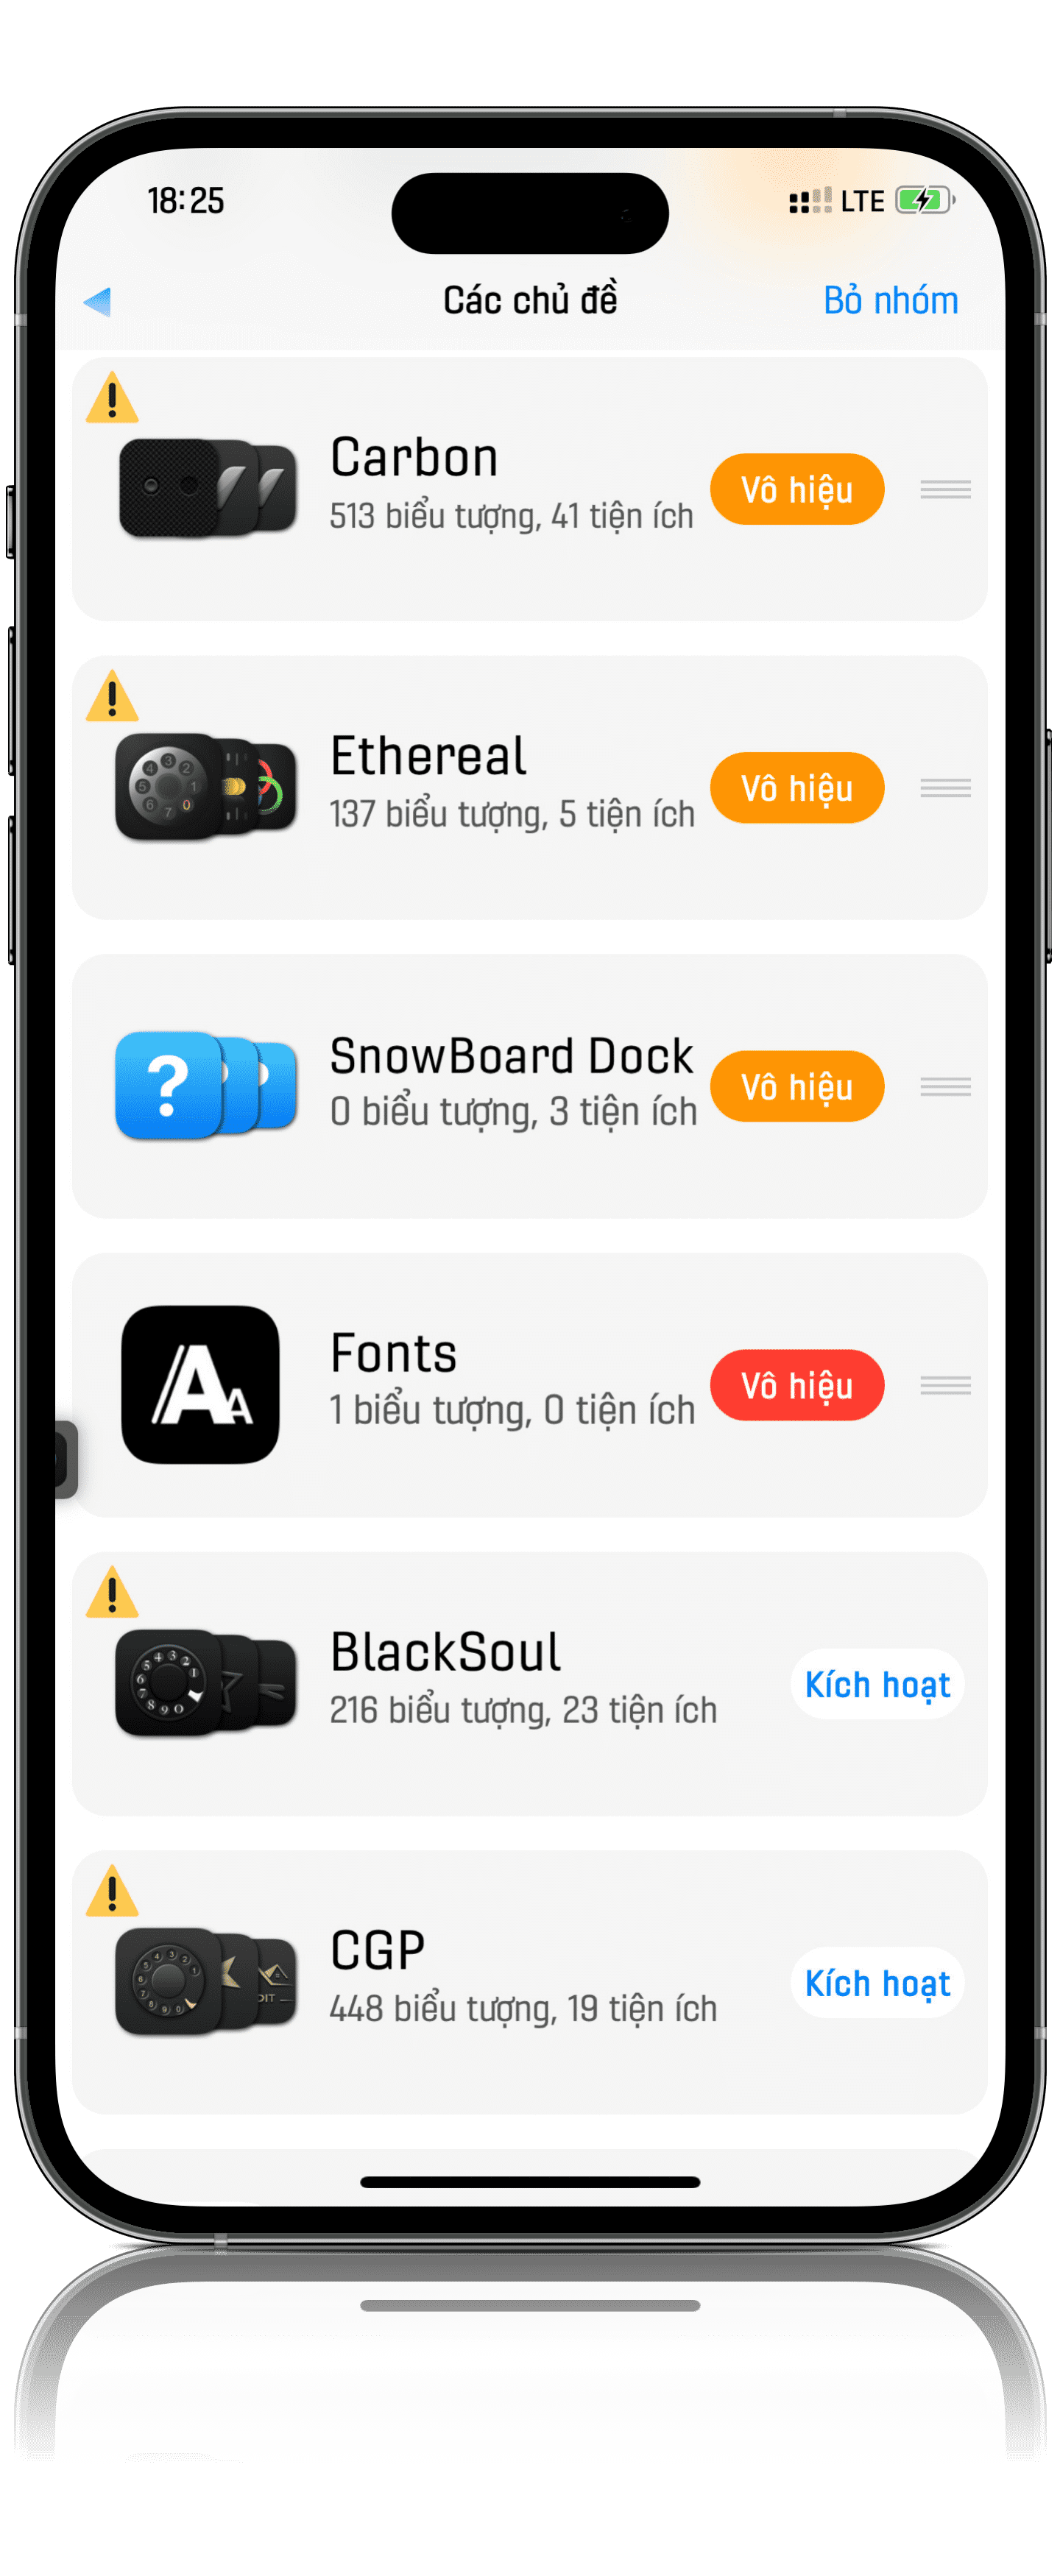 18:25
LTE
Các chủ đề
Bỏ nhóm
Carbon
513 biểu tượng, 41 tiện ích
Vô hiệu
Ethereal
137 biểu tượng, 5 tiện ích
Vô hiệu
?
SnowBoard Dock
0 biểu tượng, 3 tiện ích
Vô hiệu
AA
Fonts
1 biểu tượng, 0 tiện ích
Vô hiệu
BlackSoul
216 biểu tượng, 23 tiện ích
Kích hoạt
CGP
448 biểu tượng, 19 tiện ích
Kích hoạt